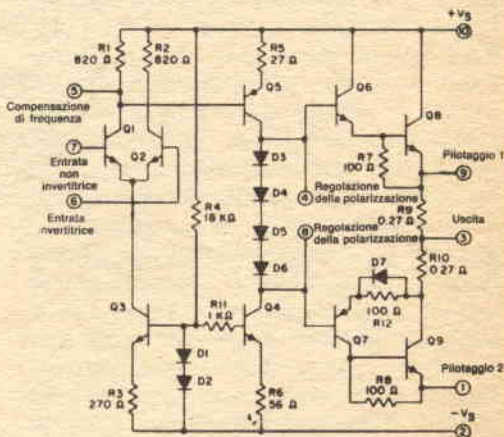 +VS
10
R1
820 Ω
R2
820 Ω
R5
27 Ω
5
Compensazione
di frequenza
Q5
Q6
Q8
Q1
Q2
7
Entrata
non
invertitrice
6
Entrata
invertitrice
D3
D4
D5
D6
R4
18 KΩ
R7
100 Ω
Pilotaggio 1
9
4
Regolazione
della polarizzazione
8
Regolazione
della polarizzazione
R9
0.27 Ω
Uscita
3
R10
0.27 Ω
D7
100 Ω
R12
Q3
R11
1 KΩ
Q4
Q7
Q9
D1
D2
R3
270 Ω
R6
56 Ω
R8
100 Ω
Pilotaggio 2
1
-VS
2